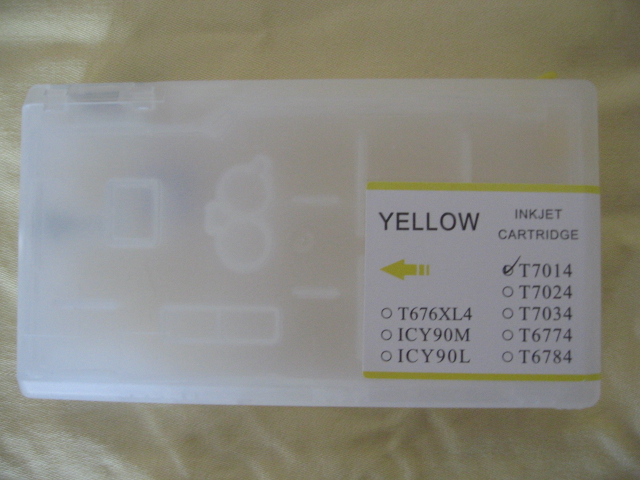 YELLOW
INKJET
CARTRIDGE
T7014
T7024
T676XL4
T7034
ICY90M
T6774
ICY90L
T6784